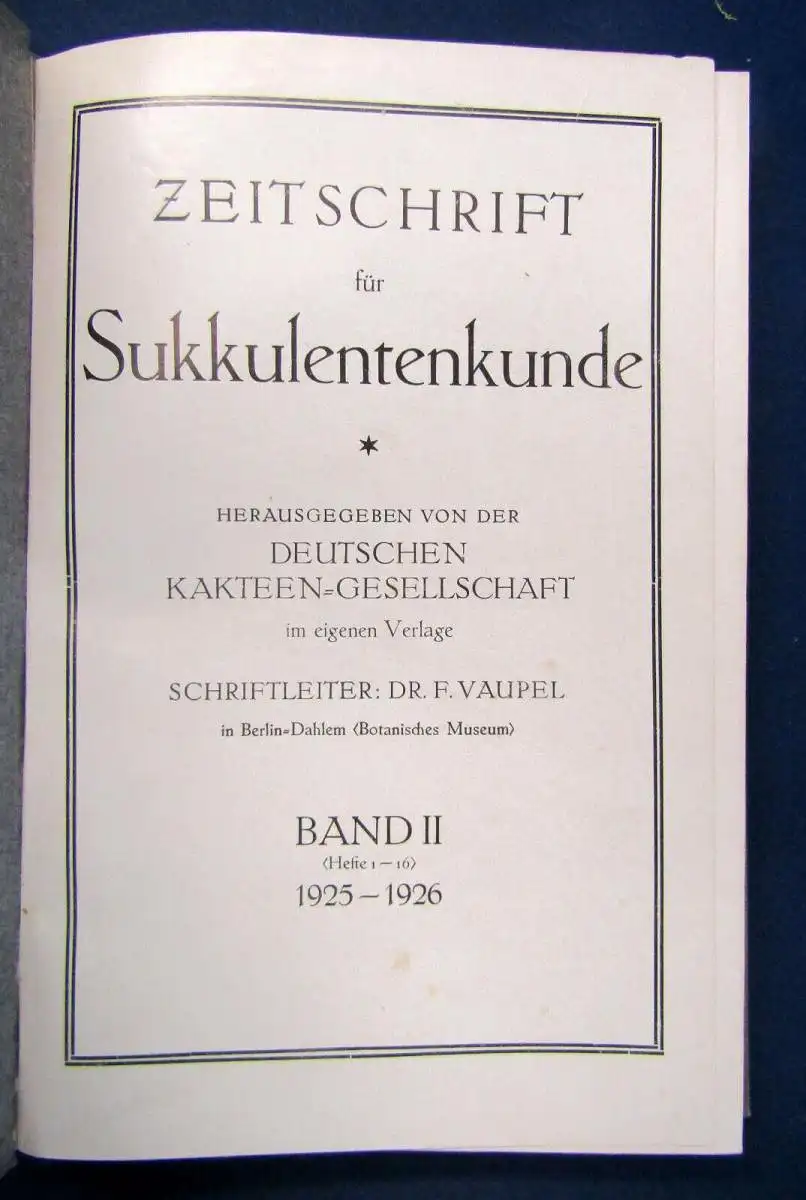 ZEITSCHRIFT
für
Sukkulentenkunde
HERAUSGEGEBEN VON DER
DEUTSCHEN
KAKTEEN=GESELLSCHAFT
im eigenen Verlage
SCHRIFTLEITER: DR. F. VAUPEL
in Berlin=Dahlem (Botanisches Museum)
BAND II
(Hefte 1 – 16)
1925 – 1926